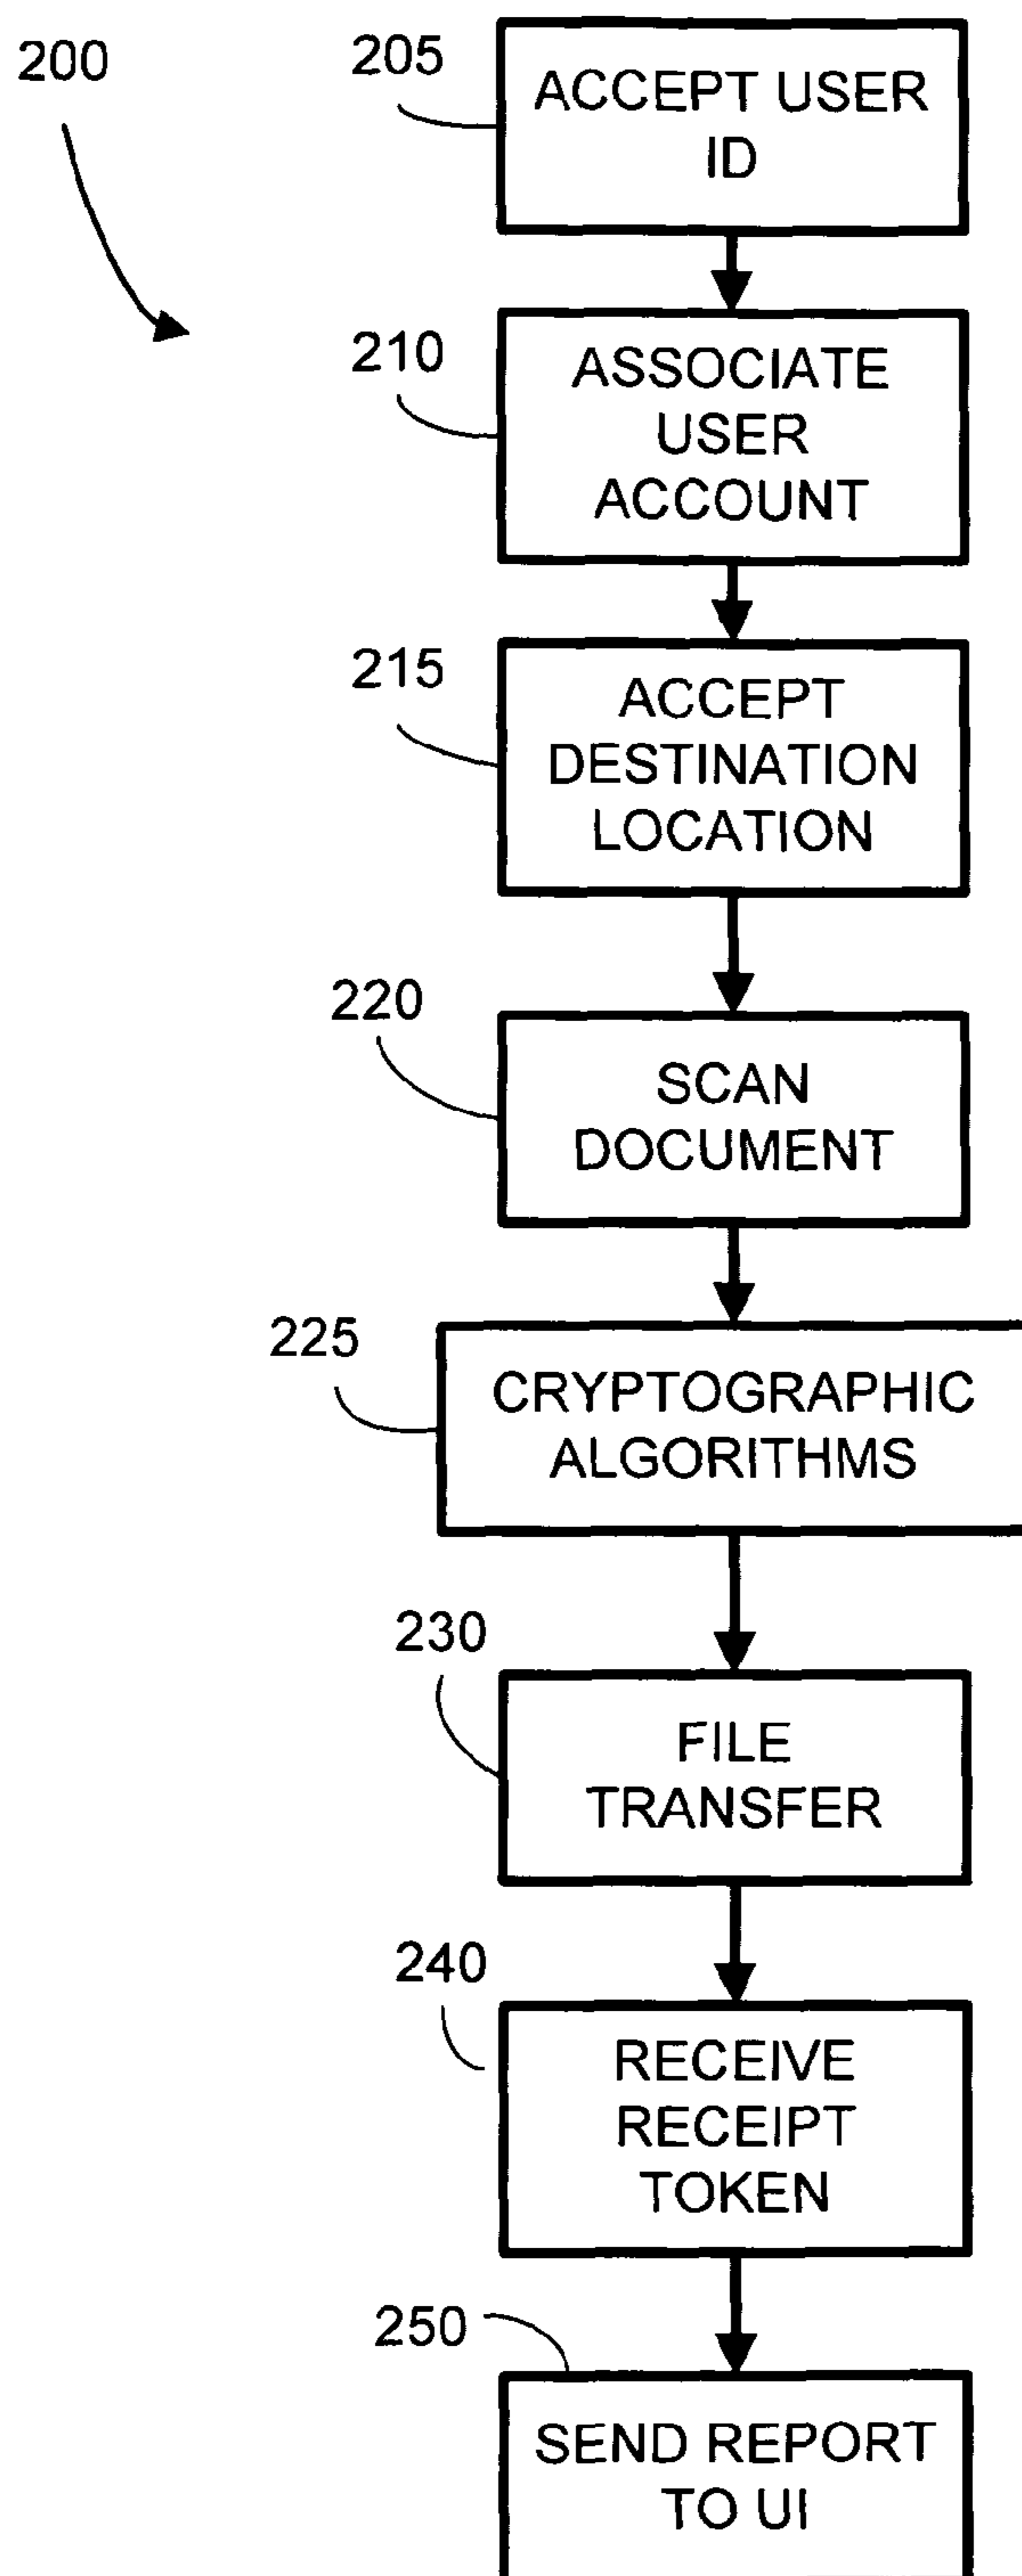 200
205
ACCEPT USER
ID
210
ASSOCIATE
USER
ACCOUNT
215
ACCEPT
DESTINATION
LOCATION
220
SCAN
DOCUMENT
225
CRYPTOGRAPHIC
ALGORITHMS
230
FILE
TRANSFER
240
RECEIVE
RECEIPT
TOKEN
250
SEND REPORT
TO UI